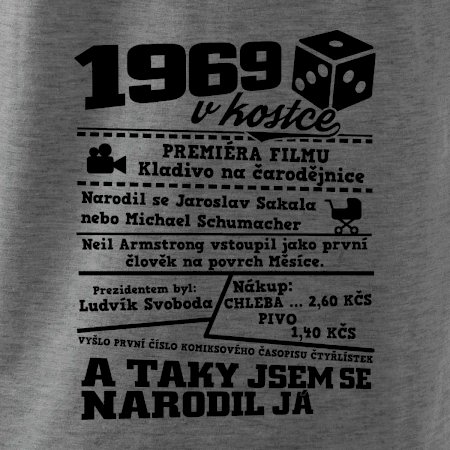 1969
v kostce
PREMIÉRA FILMU
Kladivo na čarodějnice
Narodil se Jaroslav Sakala
nebo Michael Schumacher
Neil Armstrong vstoupil jako první
člověk na povrch Měsíce.
Prezidentem byl:
Ludvík Svoboda
Nákup:
CHLEBA ... 2,60 KČS
PIVO
1,40 KČS
VYŠLO PRVNÍ ČÍSLO KOMIKSOVÉHO ČASOPISU ČTYŘLÍSTEK
A TAKY JSEM SE
NARODIL JÁ